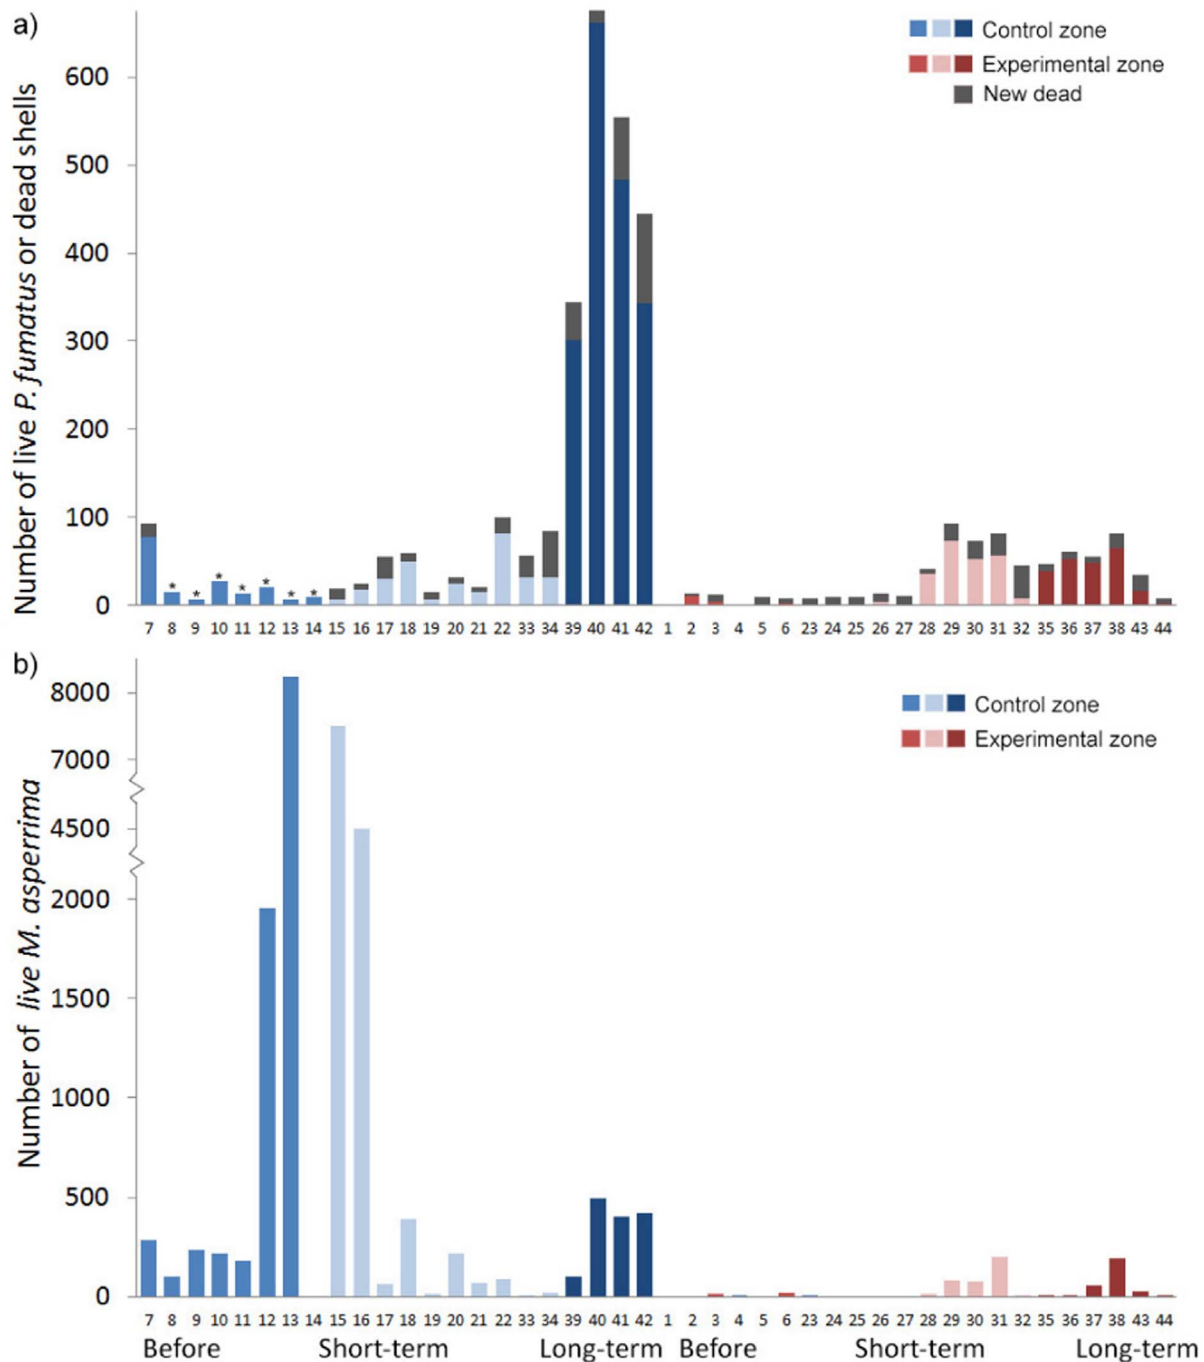 a)
Number of live P. fumatus or dead shells
600
500
400
300
200
100
0
Control zone
Experimental zone
New dead
* * * * * * *
7 8 9 10 11 12 13 14 15 16 17 18 19 20 21 22 33 34 39 40 41 42 1 2 3 4 5 6 23 24 25 26 27 28 29 30 31 32 35 36 37 38 43 44
b)
Number of live M. asperrima
8000
7000
4500
2000
1500
1000
500
0
Control zone
Experimental zone
7 8 9 10 11 12 13 14 15 16 17 18 19 20 21 22 33 34 39 40 41 42 1 2 3 4 5 6 23 24 25 26 27 28 29 30 31 32 35 36 37 38 43 44
Before Short-term Long-term Before Short-term Long-term